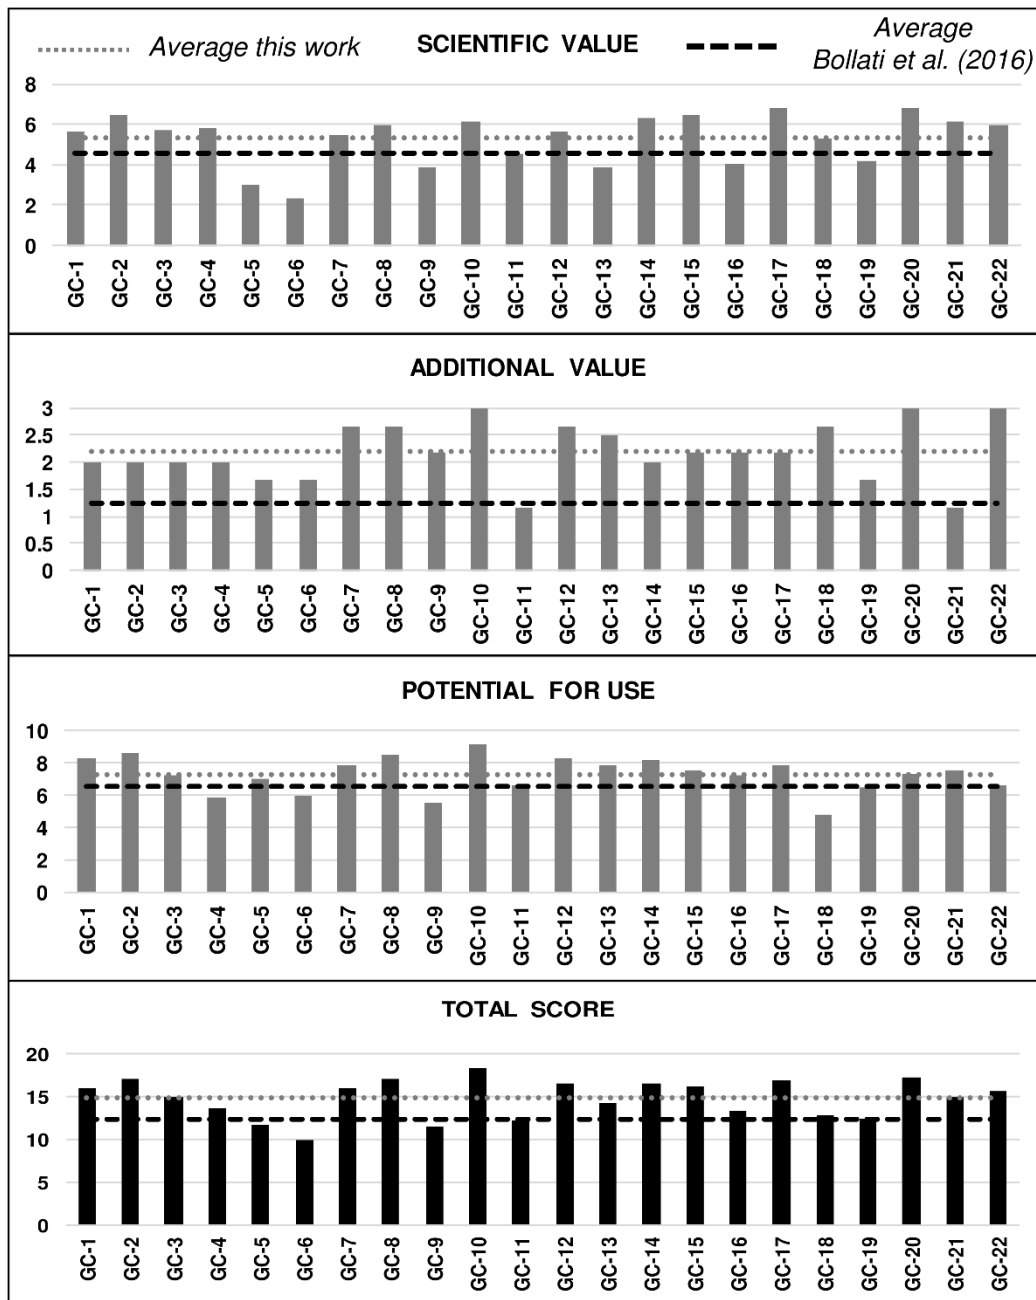 Average this work SCIENTIFIC VALUE Average
Bollati et al. (2016)
8
6
4
2
0
GC-1 GC-2 GC-3 GC-4 GC-5 GC-6 GC-7 GC-8 GC-9 GC-10 GC-11 GC-12 GC-13 GC-14 GC-15 GC-16 GC-17 GC-18 GC-19 GC-20 GC-21 GC-22
ADDITIONAL VALUE
3
2.5
2
1.5
1
0.5
0
GC-1 GC-2 GC-3 GC-4 GC-5 GC-6 GC-7 GC-8 GC-9 GC-10 GC-11 GC-12 GC-13 GC-14 GC-15 GC-16 GC-17 GC-18 GC-19 GC-20 GC-21 GC-22
POTENTIAL FOR USE
10
8
6
4
2
0
GC-1 GC-2 GC-3 GC-4 GC-5 GC-6 GC-7 GC-8 GC-9 GC-10 GC-11 GC-12 GC-13 GC-14 GC-15 GC-16 GC-17 GC-18 GC-19 GC-20 GC-21 GC-22
TOTAL SCORE
20
15
10
5
0
GC-1 GC-2 GC-3 GC-4 GC-5 GC-6 GC-7 GC-8 GC-9 GC-10 GC-11 GC-12 GC-13 GC-14 GC-15 GC-16 GC-17 GC-18 GC-19 GC-20 GC-21 GC-22